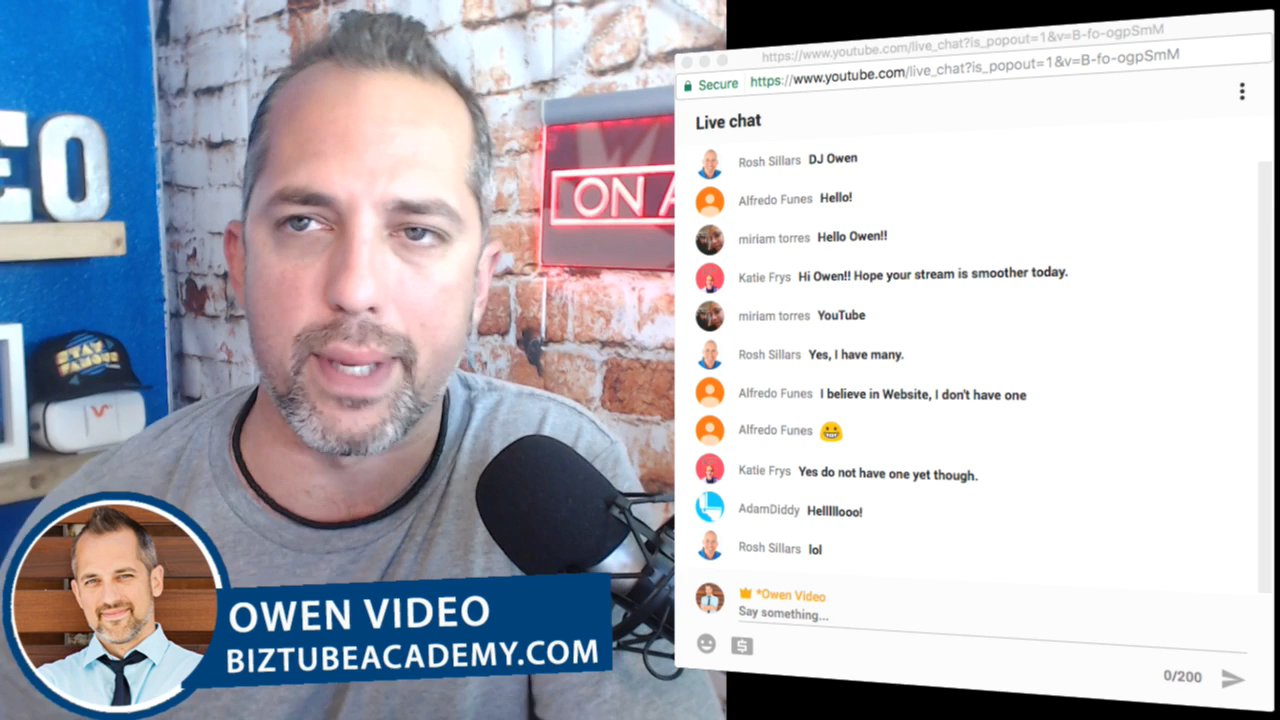 EO
ON A
STAY
FAMOUS
OWEN VIDEO
BIZTUBEACADEMY.COM
https://www.youtube.com/live_chat?is_popout=1&v=B-fo-ogpSmM
Secure https://www.youtube.com/live_chat?is_popout=1&v=B-fo-ogpSmM
Live chat
Rosh Sillars DJ Owen
Alfredo Funes Hello!
miriam torres Hello Owen!!
Katie Frys Hi Owen!! Hope your stream is smoother today.
miriam torres YouTube
Rosh Sillars Yes, I have many.
Alfredo Funes I believe in Website, I don't have one
Alfredo Funes
Katie Frys Yes do not have one yet though.
AdamDiddy Helllllooo!
Rosh Sillars lol
*Owen Video
Say something...
0/200